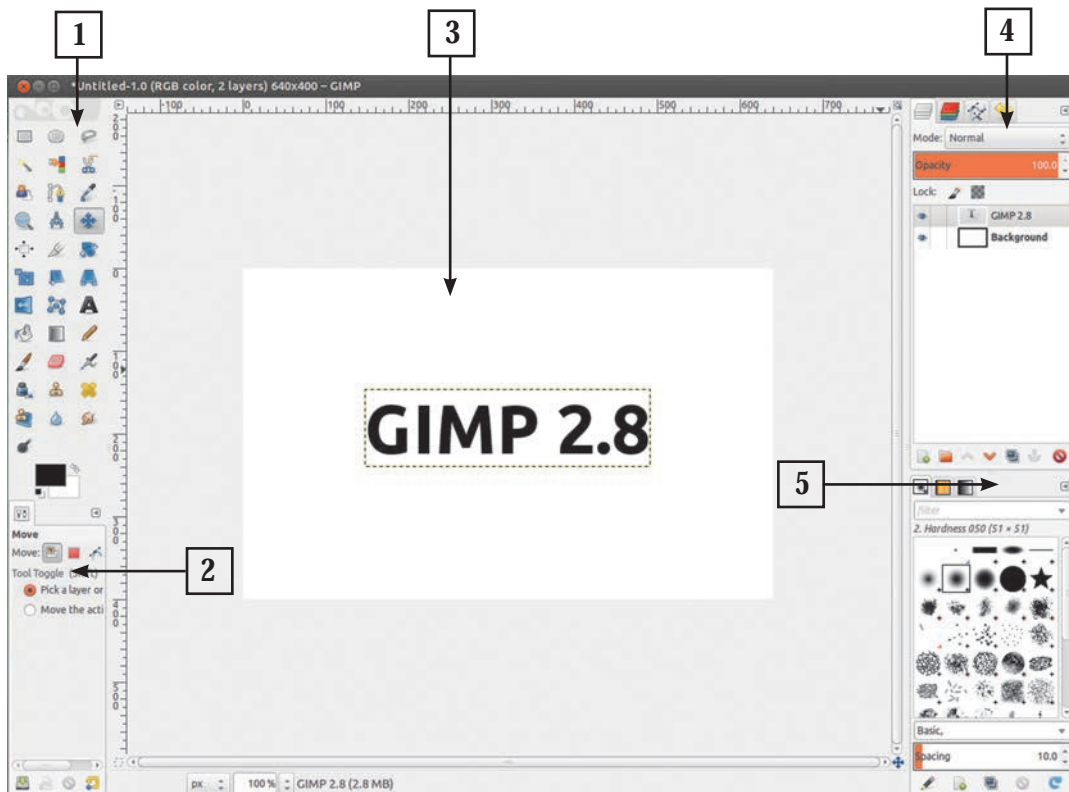 1
3
4
*Untitled-1.0 (RGB color, 2 layers) 640x400 – GIMP
-100 0 100 200 300 400 500 600 700
Mode: Normal
Opacity 100.0
Lock:
GIMP 2.8
Background
GIMP 2.8
5
filter
2. Hardness 050 (51 × 51)
Move
Move:
2
Tool Toggle
Pick a layer or
Move the acti
Basic,
Spacing 10.0
px 100 % GIMP 2.8 (2.8 MB)